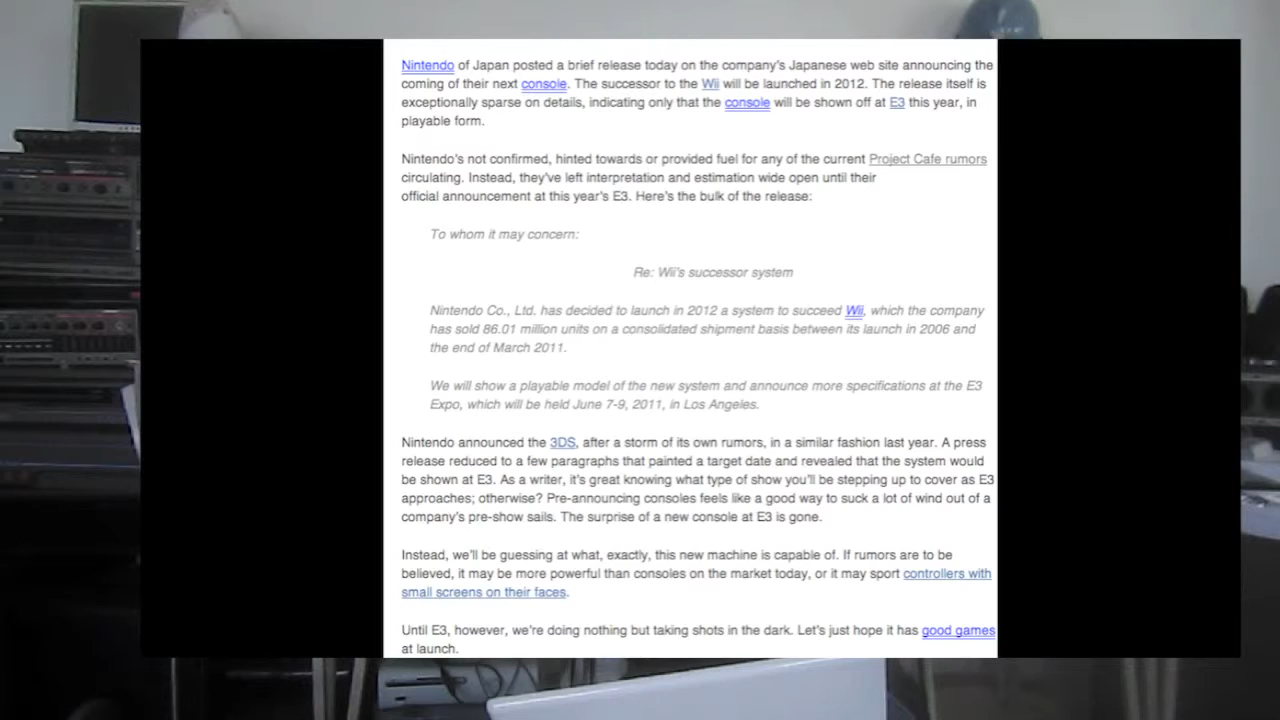 Nintendo of Japan posted a brief release today on the company's Japanese web site announcing the
coming of their next console. The successor to the Wii will be launched in 2012. The release itself is
exceptionally sparse on details, indicating only that the console will be shown off at E3 this year, in
playable form.
Nintendo's not confirmed, hinted towards or provided fuel for any of the current Project Cafe rumors
circulating. Instead, they've left interpretation and estimation wide open until their
official announcement at this year's E3. Here's the bulk of the release:
To whom it may concern:
Re: Wii's successor system
Nintendo Co., Ltd. has decided to launch in 2012 a system to succeed Wii, which the company
has sold 86.01 million units on a consolidated shipment basis between its launch in 2006 and
the end of March 2011.
We will show a playable model of the new system and announce more specifications at the E3
Expo, which will be held June 7-9, 2011, in Los Angeles.
Nintendo announced the 3DS, after a storm of its own rumors, in a similar fashion last year. A press
release reduced to a few paragraphs that painted a target date and revealed that the system would
be shown at E3. As a writer, it's great knowing what type of show you'll be stepping up to cover as E3
approaches; otherwise? Pre-announcing consoles feels like a good way to suck a lot of wind out of a
company's pre-show sails. The surprise of a new console at E3 is gone.
Instead, we'll be guessing at what, exactly, this new machine is capable of. If rumors are to be
believed, it may be more powerful than consoles on the market today, or it may sport controllers with
small screens on their faces.
Until E3, however, we're doing nothing but taking shots in the dark. Let's just hope it has good games
at launch.